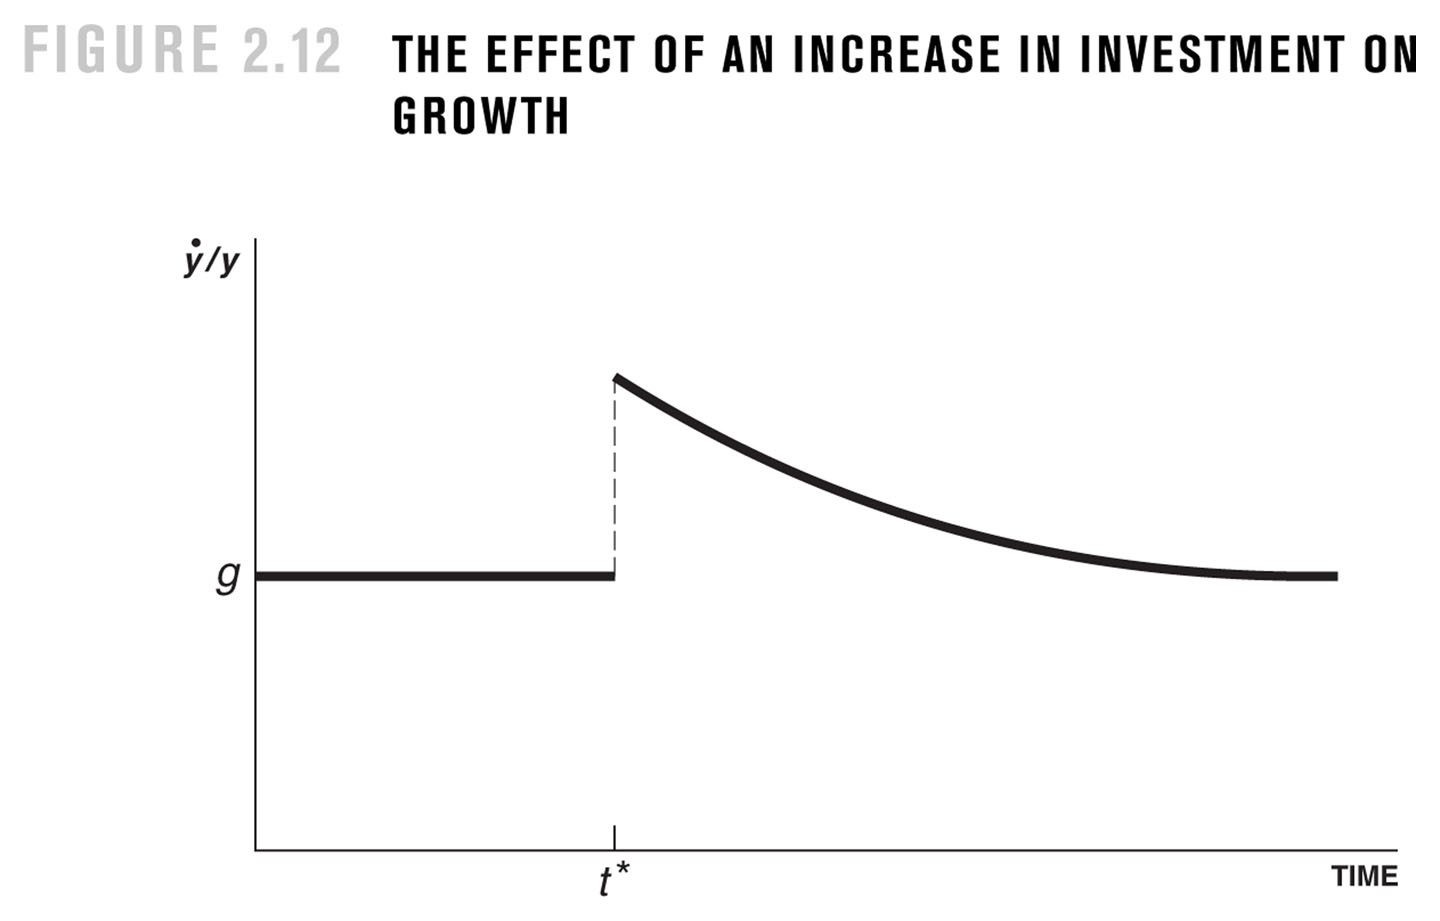 FIGURE 2.12 THE EFFECT OF AN INCREASE IN INVESTMENT ON
GROWTH
ẏ/y
g
t*
TIME